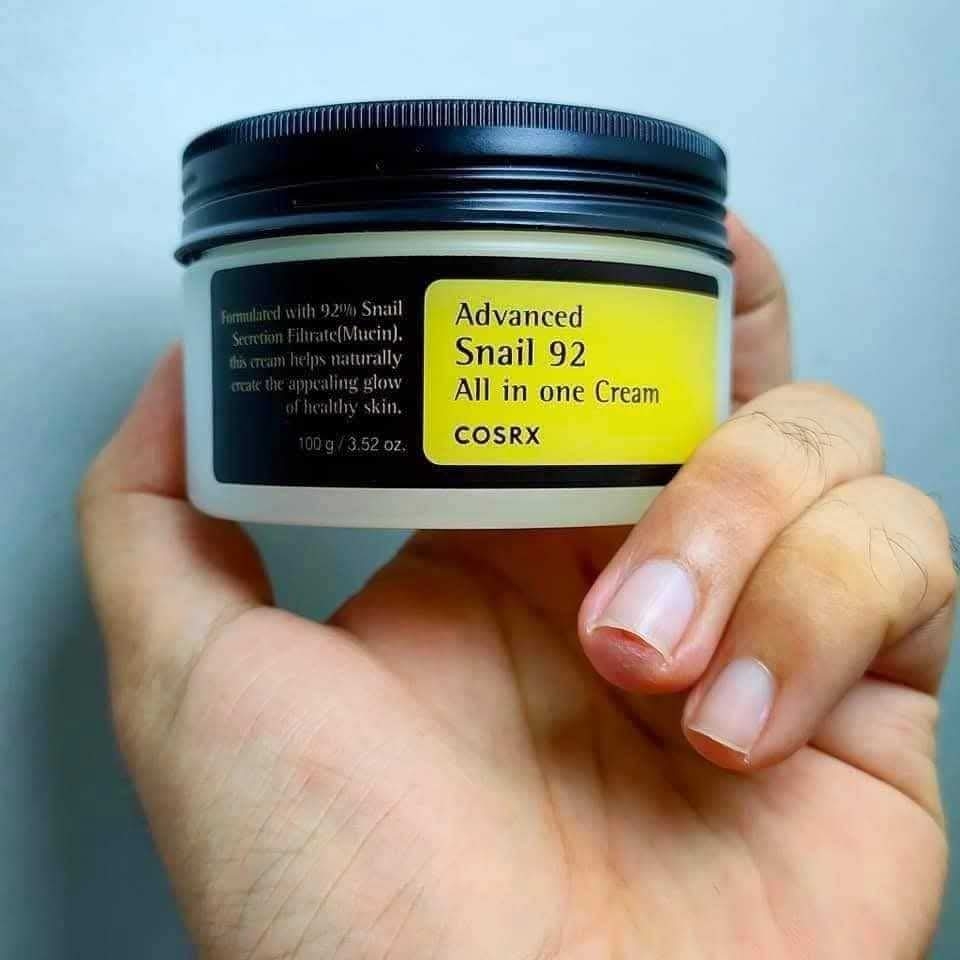 Formulated with 92% Snail
Secretion Filtrate(Mucin),
this cream helps naturally
create the appealing glow
of healthy skin.
100 g / 3.52 oz.
Advanced
Snail 92
All in one Cream
COSRX